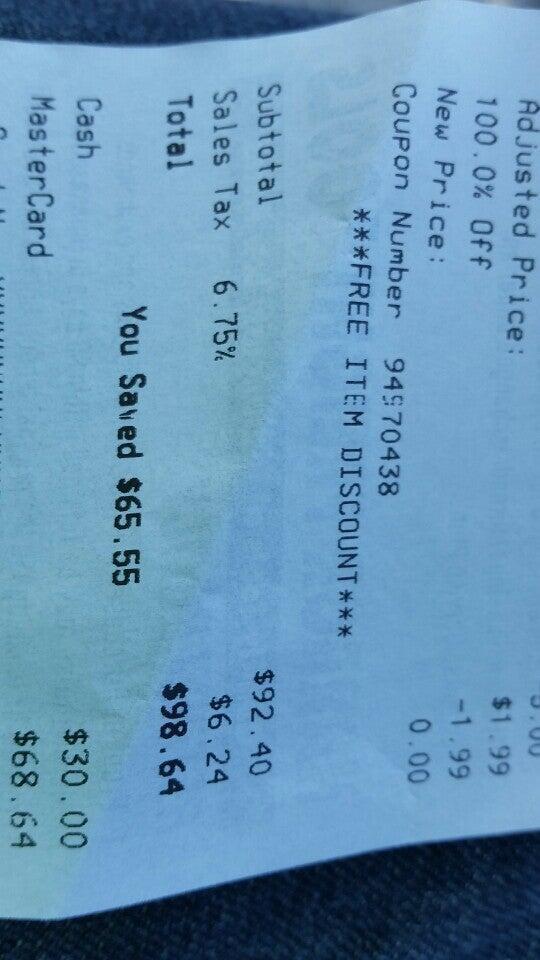 Adjusted Price: $1.99
100.0% Off -1.99
New Price: 0.00
Coupon Number 94970438
***FREE ITEM DISCOUNT***
Subtotal $92.40
Sales Tax 6.75% $6.24
Total $98.64
You Saved $65.55
Cash $30.00
MasterCard $68.64